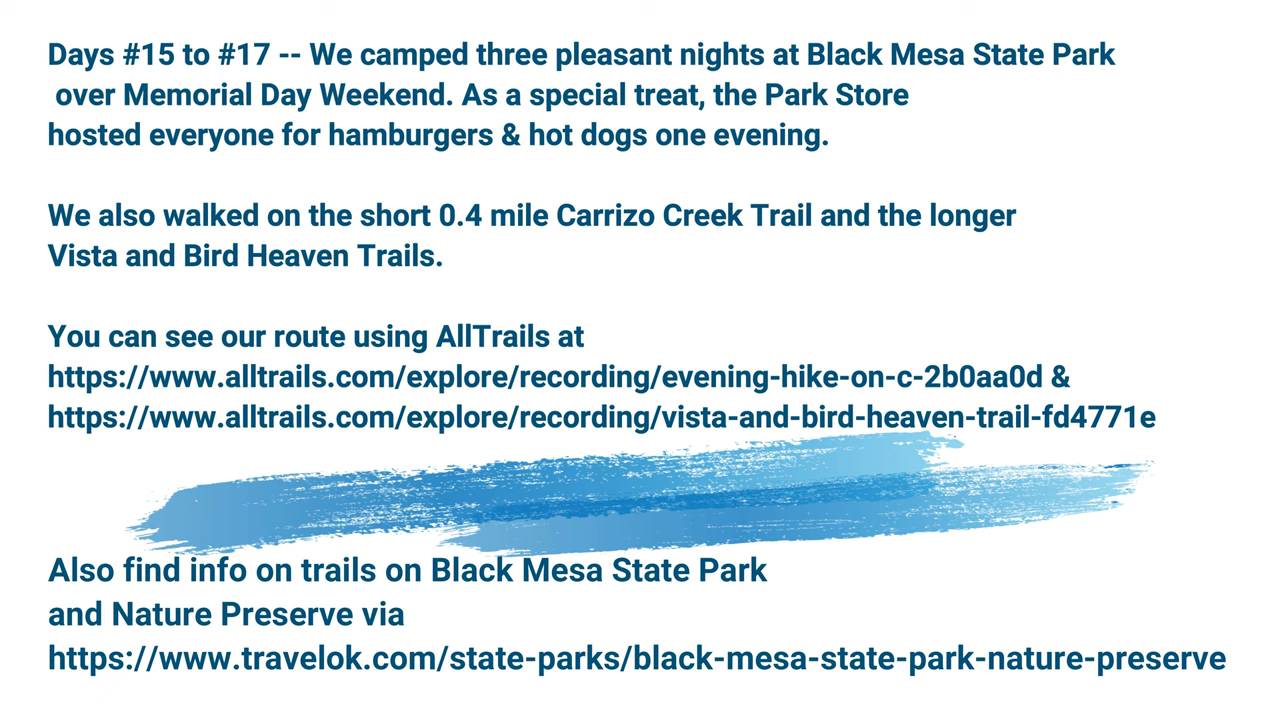 Days #15 to #17 -- We camped three pleasant nights at Black Mesa State Park
over Memorial Day Weekend. As a special treat, the Park Store
hosted everyone for hamburgers & hot dogs one evening.
We also walked on the short 0.4 mile Carrizo Creek Trail and the longer
Vista and Bird Heaven Trails.
You can see our route using AllTrails at
https://www.alltrails.com/explore/recording/evening-hike-on-c-2b0aa0d &
https://www.alltrails.com/explore/recording/vista-and-bird-heaven-trail-fd4771e
Also find info on trails on Black Mesa State Park
and Nature Preserve via
https://www.travelok.com/state-parks/black-mesa-state-park-nature-preserve